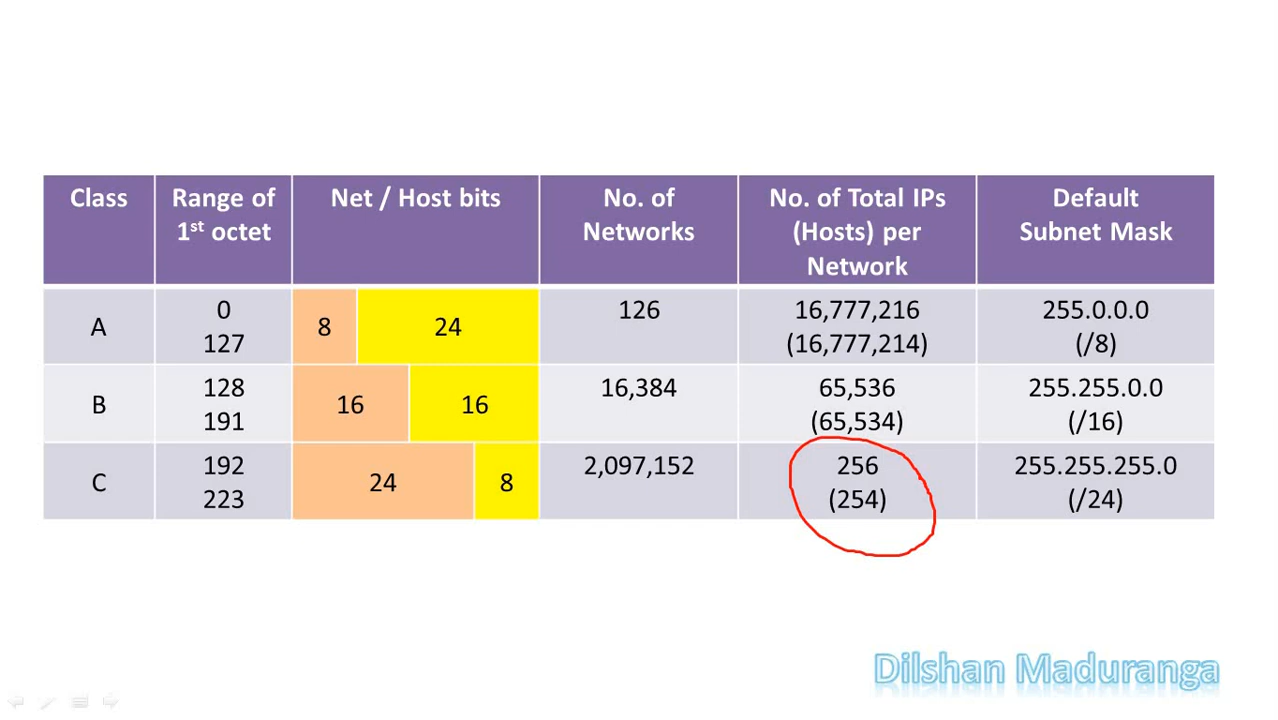 Class
Range of
1st octet
Net / Host bits
No. of
Networks
No. of Total IPs
(Hosts) per
Network
Default
Subnet Mask
A
0
127
8
24
126
16,777,216
(16,777,214)
255.0.0.0
(/8)
B
128
191
16
16
16,384
65,536
(65,534)
255.255.0.0
(/16)
C
192
223
24
8
2,097,152
256
(254)
255.255.255.0
(/24)
Dilshan Maduranga